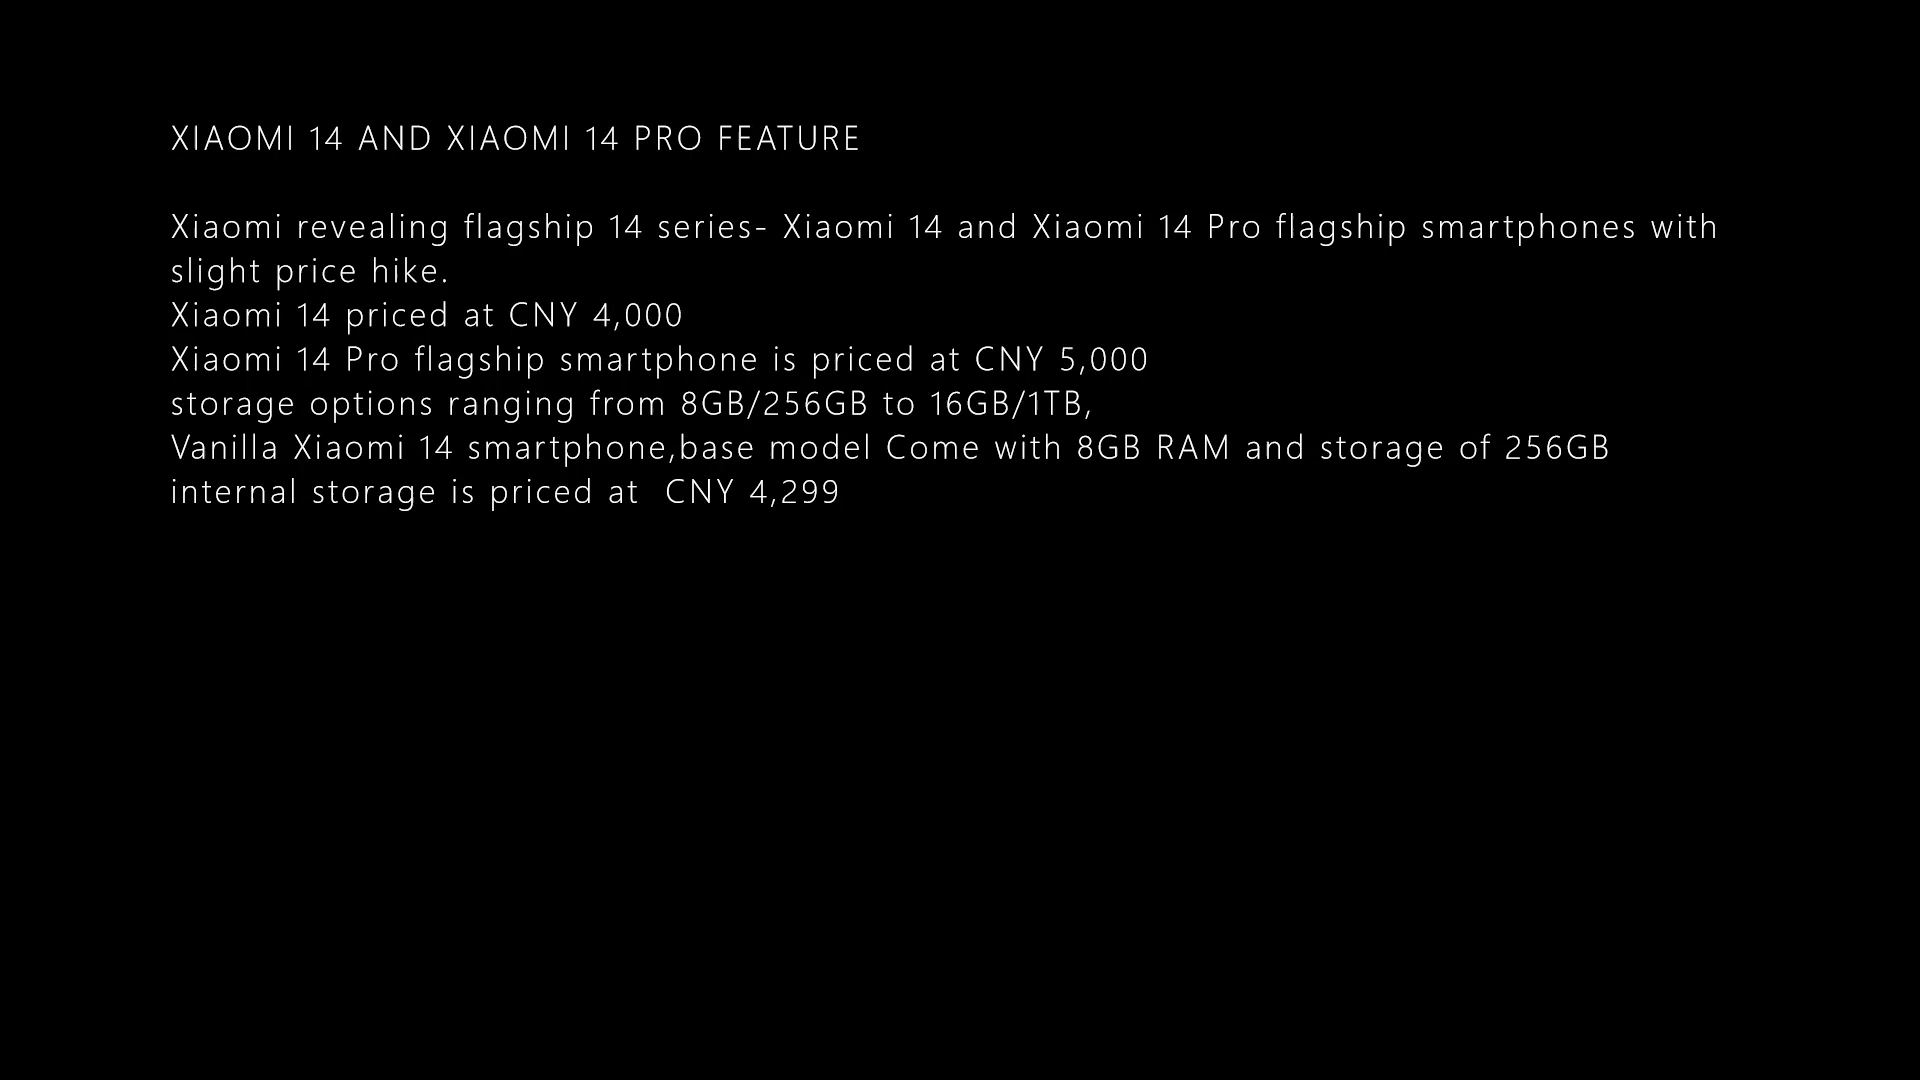 XIAOMI 14 AND XIAOMI 14 PRO FEATURE
Xiaomi revealing flagship 14 series- Xiaomi 14 and Xiaomi 14 Pro flagship smartphones with
slight price hike.
Xiaomi 14 priced at CNY 4,000
Xiaomi 14 Pro flagship smartphone is priced at CNY 5,000
storage options ranging from 8GB/256GB to 16GB/1TB,
Vanilla Xiaomi 14 smartphone,base model Come with 8GB RAM and storage of 256GB
internal storage is priced at  CNY 4,299